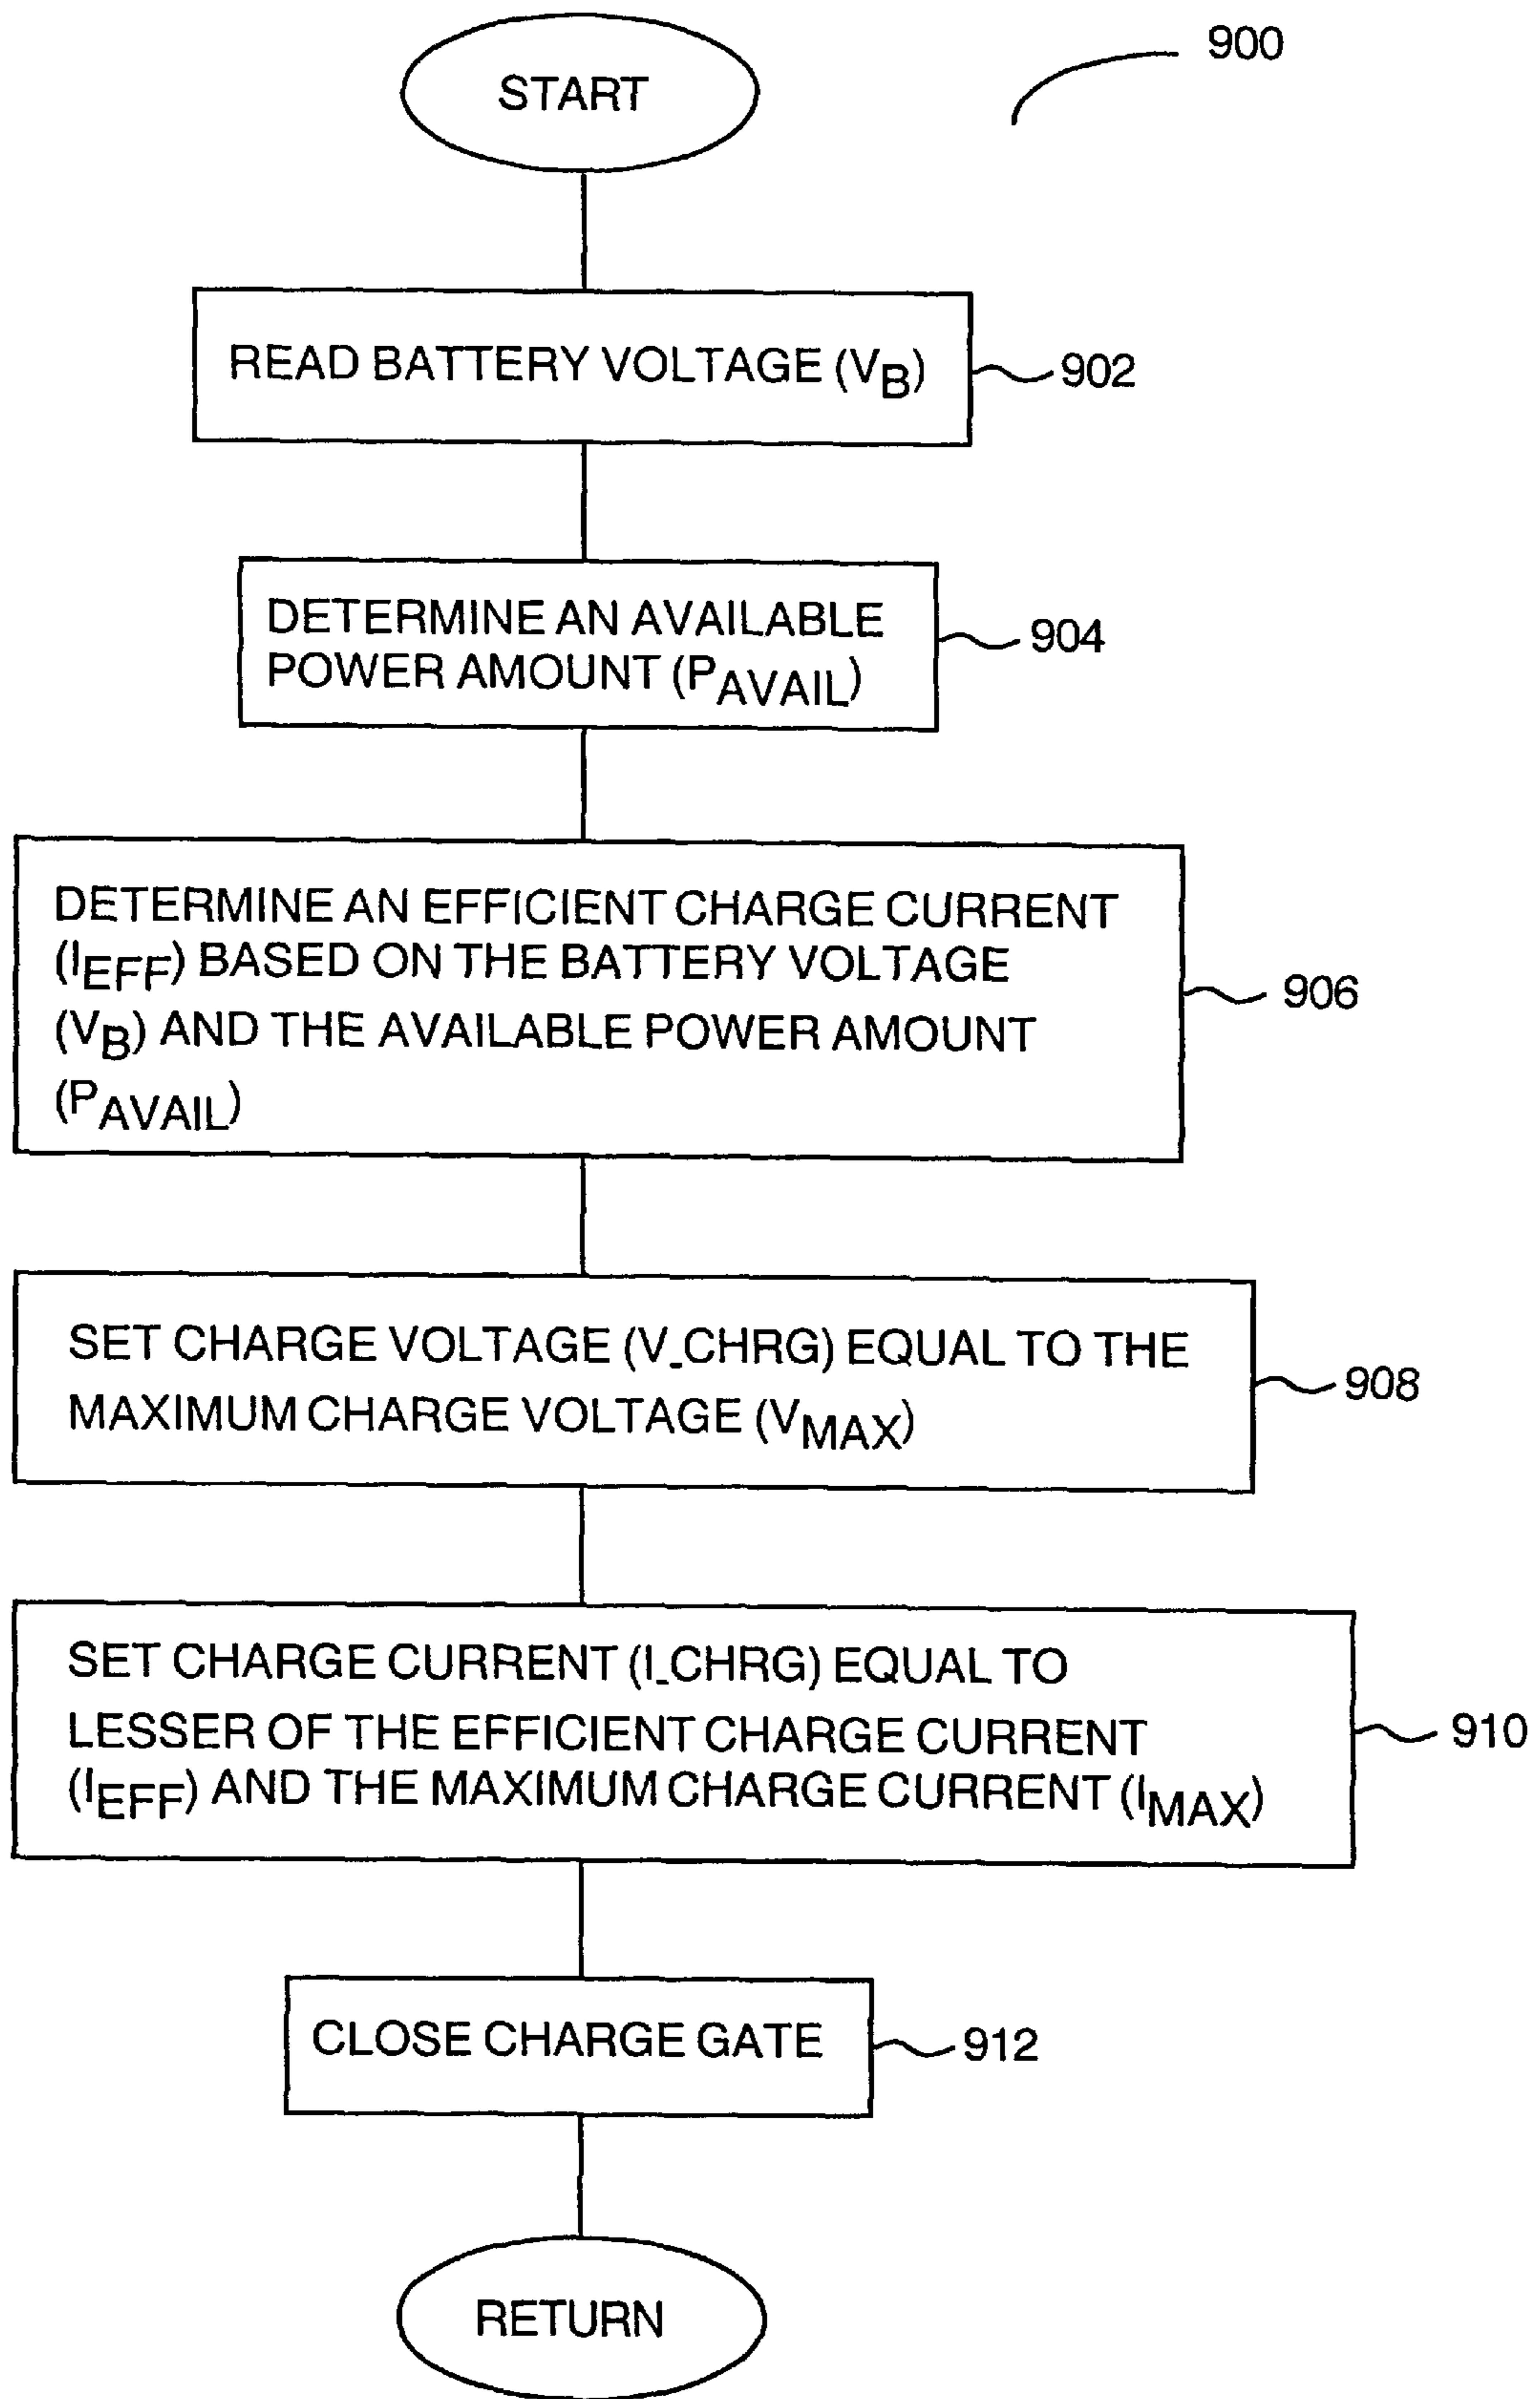 START
900
READ BATTERY VOLTAGE (VB)
902
DETERMINE AN AVAILABLE
POWER AMOUNT (PAVAIL)
904
DETERMINE AN EFFICIENT CHARGE CURRENT
(IEFF) BASED ON THE BATTERY VOLTAGE
(VB) AND THE AVAILABLE POWER AMOUNT
(PAVAIL)
906
SET CHARGE VOLTAGE (V_CHRG) EQUAL TO THE
MAXIMUM CHARGE VOLTAGE (VMAX)
908
SET CHARGE CURRENT (I_CHRG) EQUAL TO
LESSER OF THE EFFICIENT CHARGE CURRENT
(IEFF) AND THE MAXIMUM CHARGE CURRENT (IMAX)
910
CLOSE CHARGE GATE
912
RETURN